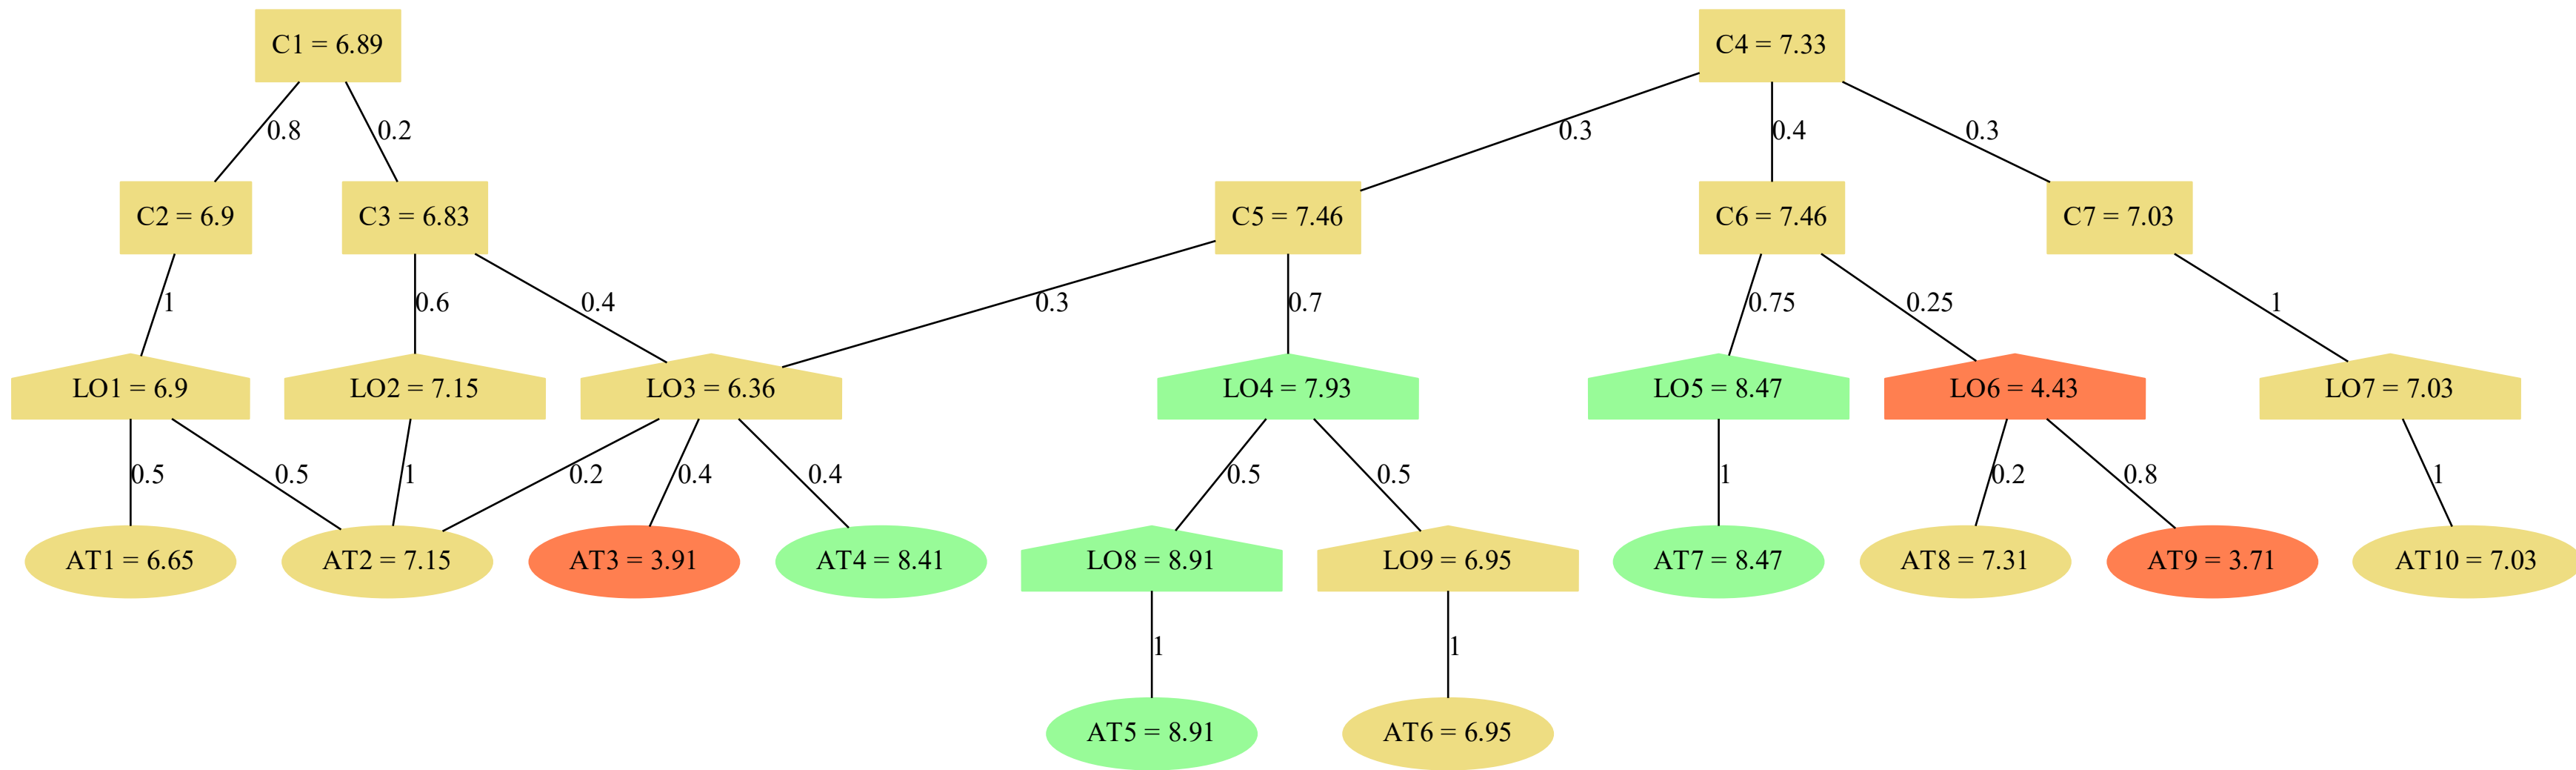 C1 = 6.89
C4 = 7.33
0.8
0.2
0.3
0.4
0.3
C2 = 6.9
C3 = 6.83
C5 = 7.46
C6 = 7.46
C7 = 7.03
1
0.6
0.4
0.3
0.7
0.75
0.25
1
LO1 = 6.9
LO2 = 7.15
LO3 = 6.36
LO4 = 7.93
LO5 = 8.47
LO6 = 4.43
LO7 = 7.03
0.5
0.5
1
0.2
0.4
0.4
0.5
0.5
1
0.2
0.8
1
AT1 = 6.65
AT2 = 7.15
AT3 = 3.91
AT4 = 8.41
LO8 = 8.91
LO9 = 6.95
AT7 = 8.47
AT8 = 7.31
AT9 = 3.71
AT10 = 7.03
1
1
AT5 = 8.91
AT6 = 6.95